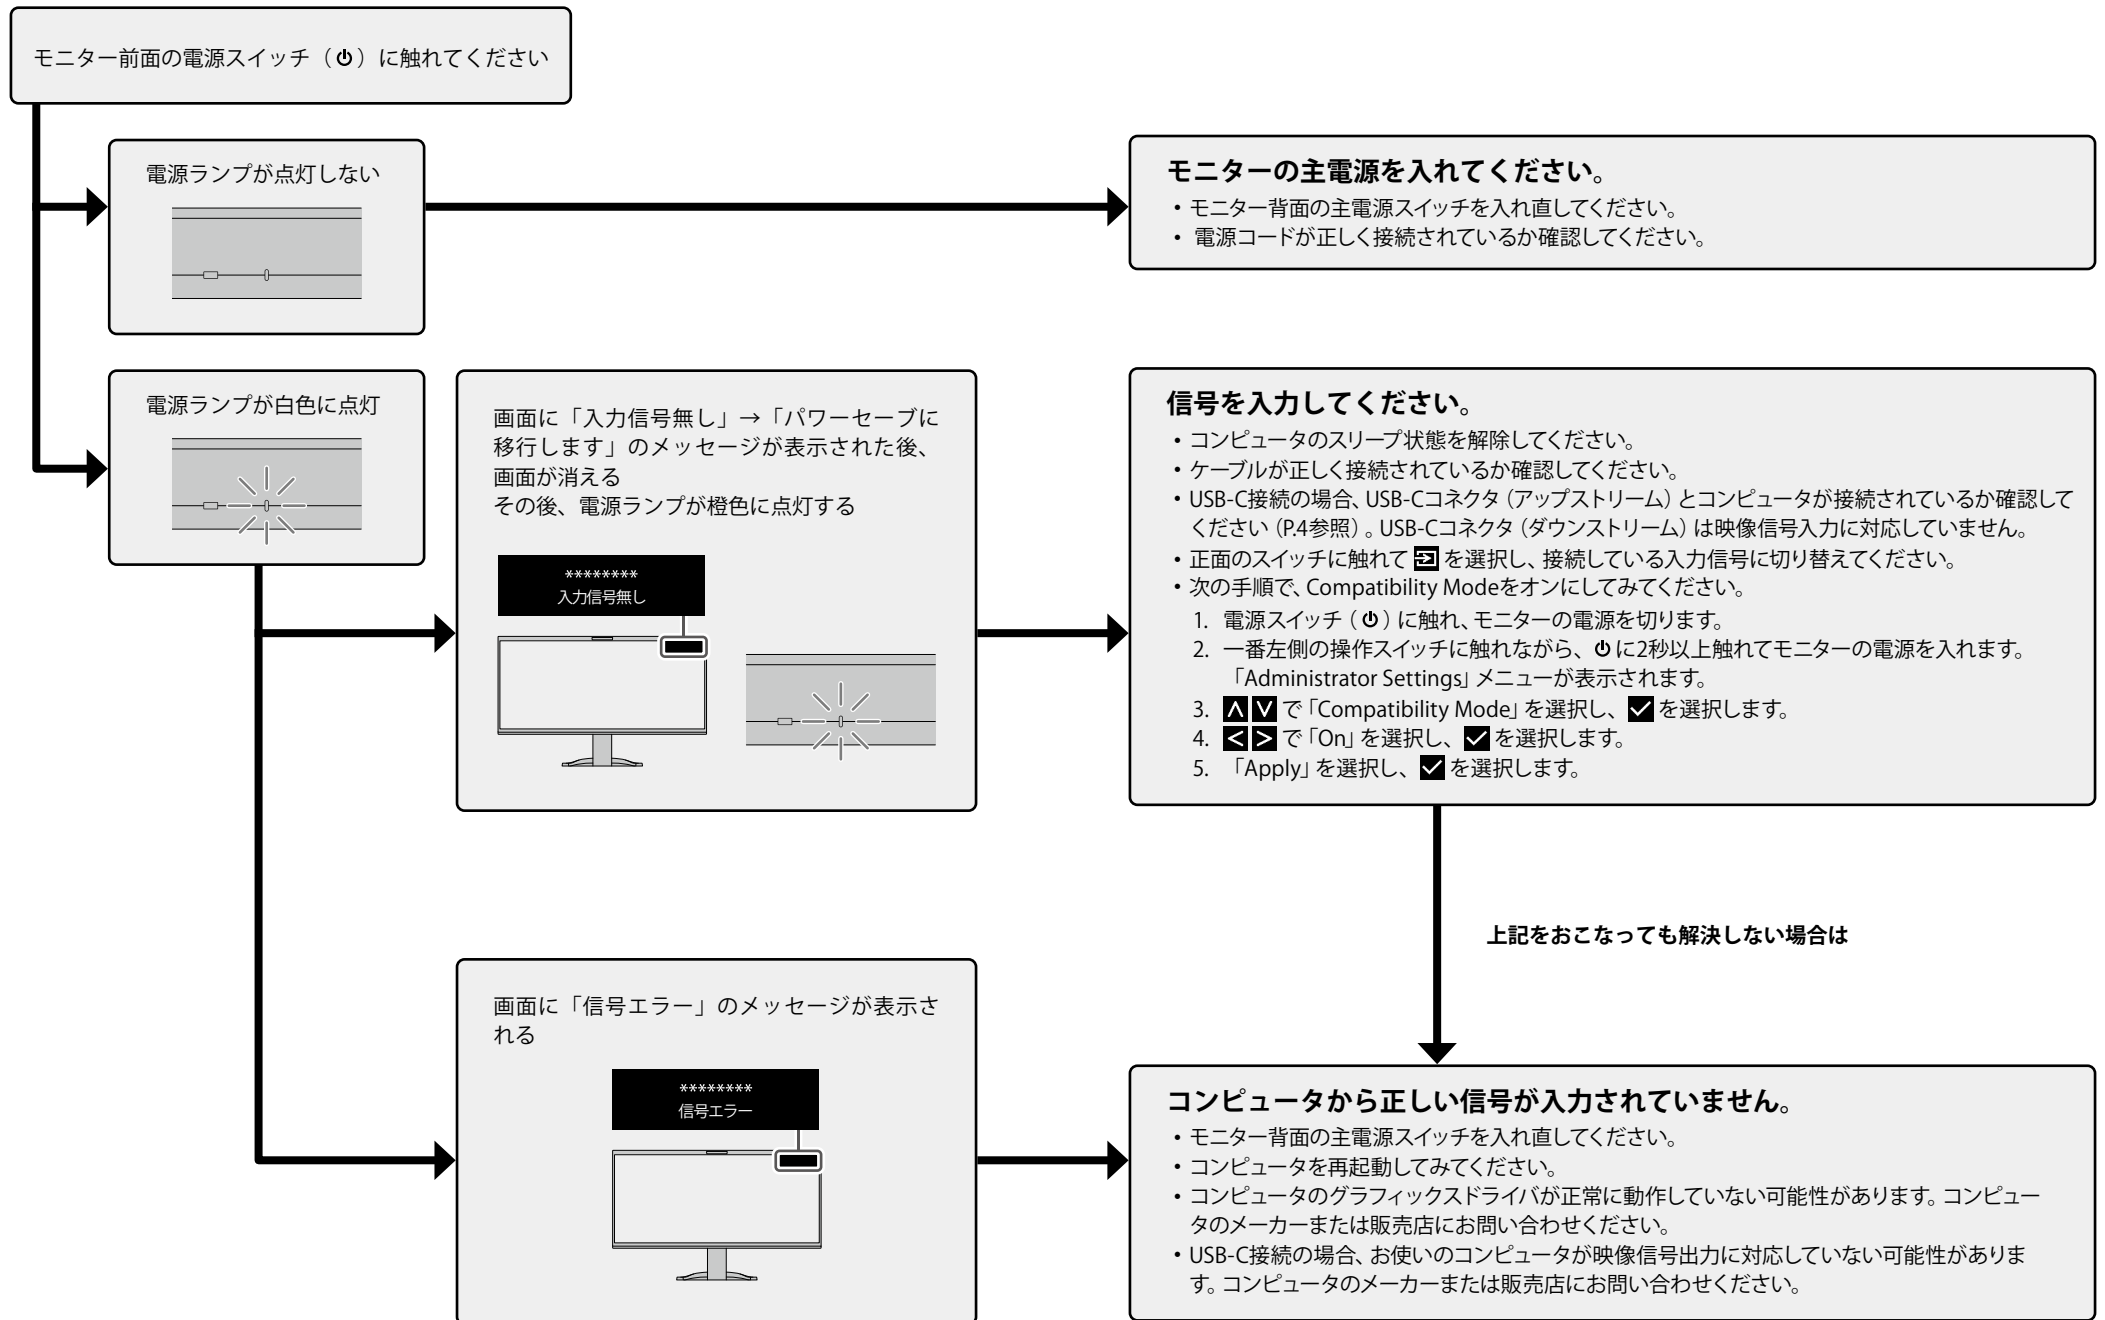 モニター前面の電源スイッチ（⏻）に触れてください
電源ランプが点灯しない
モニターの主電源を入れてください。
・モニター背面の主電源スイッチを入れ直してください。
・ 電源コードが正しく接続されているか確認してください。
電源ランプが白色に点灯
画面に「入力信号無し」→「パワーセーブに
移行します」のメッセージが表示された後、
画面が消える
その後、電源ランプが橙色に点灯する
********
入力信号無し
信号を入力してください。
・コンピュータのスリープ状態を解除してください。
・ケーブルが正しく接続されているか確認してください。
・USB-C接続の場合、USB-Cコネクタ（アップストリーム）とコンピュータが接続されているか確認して
ください（P.4参照）。USB-Cコネクタ（ダウンストリーム）は映像信号入力に対応していません。
・正面のスイッチに触れて を選択し、接続している入力信号に切り替えてください。
・次の手順で、Compatibility Modeをオンにしてみてください。
1. 電源スイッチ（⏻）に触れ、モニターの電源を切ります。
2. 一番左側の操作スイッチに触れながら、⏻に2秒以上触れてモニターの電源を入れます。
「Administrator Settings」メニューが表示されます。
3. ∧ ∨ で「Compatibility Mode」を選択し、✓ を選択します。
4. < > で「On」を選択し、✓ を選択します。
5. 「Apply」を選択し、✓ を選択します。
上記をおこなっても解決しない場合は
画面に「信号エラー」のメッセージが表示さ
れる
********
信号エラー
コンピュータから正しい信号が入力されていません。
・モニター背面の主電源スイッチを入れ直してください。
・コンピュータを再起動してみてください。
・コンピュータのグラフィックスドライバが正常に動作していない可能性があります。コンピュー
タのメーカーまたは販売店にお問い合わせください。
・USB-C接続の場合、お使いのコンピュータが映像信号出力に対応していない可能性がありま
す。コンピュータのメーカーまたは販売店にお問い合わせください。